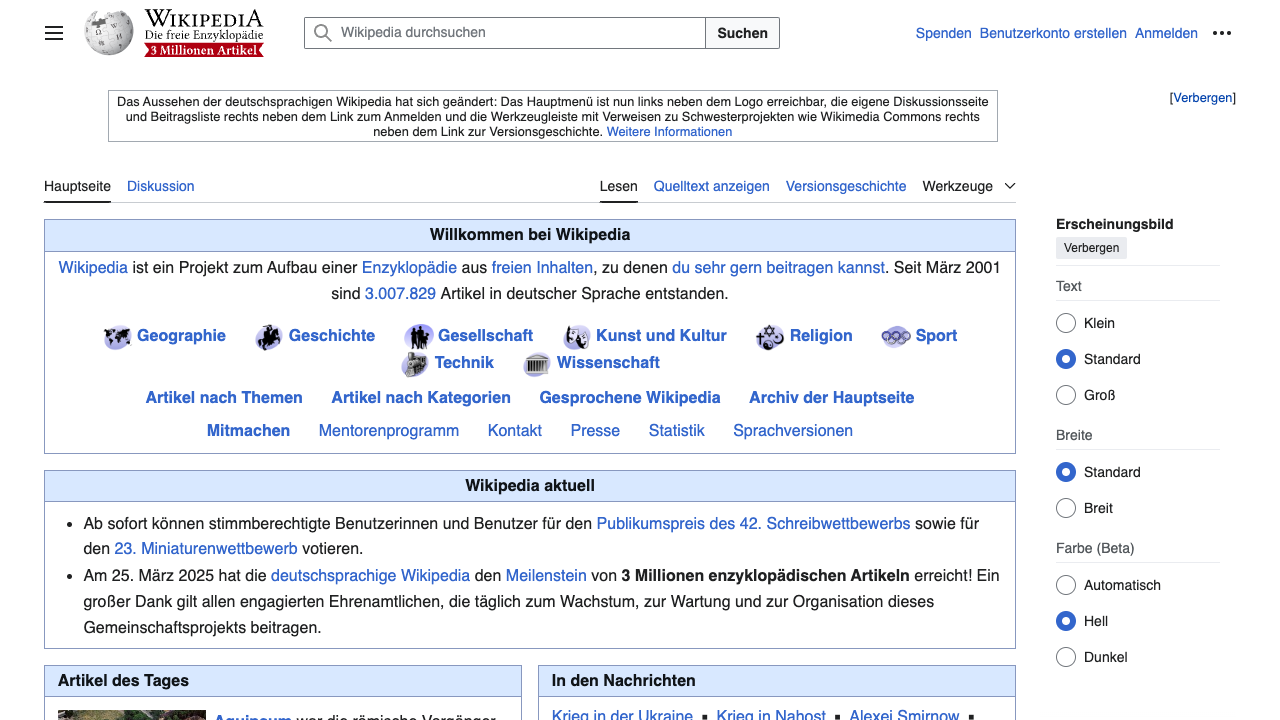 WIKIPEDIA
Die freie Enzyklopädie
3 Millionen Artikel
Wikipedia durchsuchen
Suchen
Spenden Benutzerkonto erstellen Anmelden
Das Aussehen der deutschsprachigen Wikipedia hat sich geändert: Das Hauptmenü ist nun links neben dem Logo erreichbar, die eigene Diskussionsseite
und Beitragsliste rechts neben dem Link zum Anmelden und die Werkzeugleiste mit Verweisen zu Schwesterprojekten wie Wikimedia Commons rechts
neben dem Link zur Versionsgeschichte. Weitere Informationen
[Verbergen]
Hauptseite Diskussion
Lesen Quelltext anzeigen Versionsgeschichte Werkzeuge
Willkommen bei Wikipedia
Wikipedia ist ein Projekt zum Aufbau einer Enzyklopädie aus freien Inhalten, zu denen du sehr gern beitragen kannst. Seit März 2001
sind 3.007.829 Artikel in deutscher Sprache entstanden.
Geographie Geschichte Gesellschaft Kunst und Kultur Religion Sport
Technik Wissenschaft
Artikel nach Themen Artikel nach Kategorien Gesprochene Wikipedia Archiv der Hauptseite
Mitmachen Mentorenprogramm Kontakt Presse Statistik Sprachversionen
Wikipedia aktuell
• Ab sofort können stimmberechtigte Benutzerinnen und Benutzer für den Publikumspreis des 42. Schreibwettbewerbs sowie für
den 23. Miniaturenwettbewerb votieren.
• Am 25. März 2025 hat die deutschsprachige Wikipedia den Meilenstein von 3 Millionen enzyklopädischen Artikeln erreicht! Ein
großer Dank gilt allen engagierten Ehrenamtlichen, die täglich zum Wachstum, zur Wartung und zur Organisation dieses
Gemeinschaftsprojekts beitragen.
Artikel des Tages
Aquincum war die römische Vorgänger-
In den Nachrichten
Krieg in der Ukraine ▪ Krieg in Nahost ▪ Alexei Smirnow ▪
Erscheinungsbild
Verbergen
Text
Klein
Standard
Groß
Breite
Standard
Breit
Farbe (Beta)
Automatisch
Hell
Dunkel